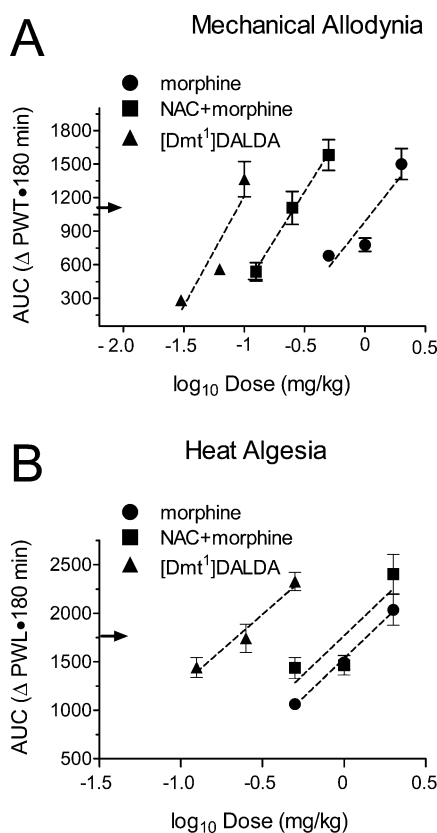 A
Mechanical Allodynia
morphine
NAC+morphine
[Dmt¹]DALDA
AUC (Δ PWT•180 min)
1800
1500
1200
900
600
300
- 2.0
-1.5
-1
-0.5
0
0.5
log₁₀ Dose (mg/kg)
B
Heat Algesia
morphine
NAC+morphine
[Dmt¹]DALDA
AUC (Δ PWL•180 min)
2500
2000
1500
1000
500
-1.5
-1.0
-0.5
0
0.5
log₁₀ Dose (mg/kg)